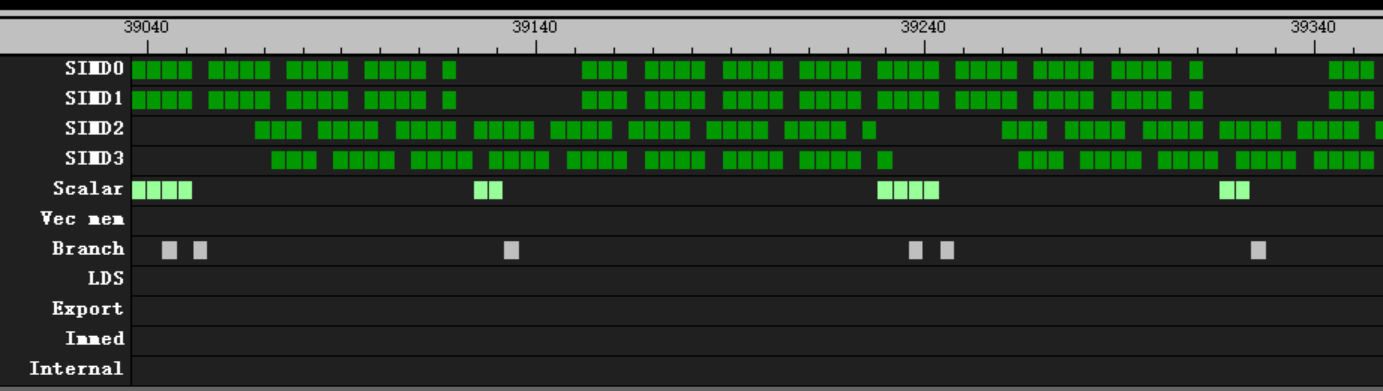 39040 39140 39240 39340
SIMD0
SIMD1
SIMD2
SIMD3
Scalar
Vec mem
Branch
LDS
Export
Immed
Internal